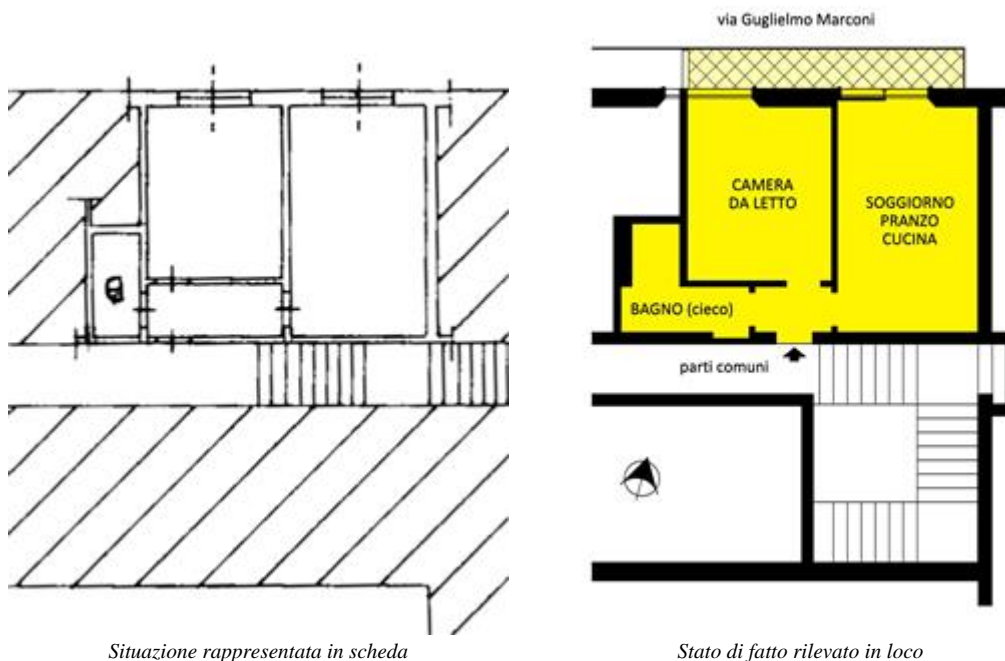 via Guglielmo Marconi
CAMERA
DA LETTO
SOGGIORNO
PRANZO
CUCINA
BAGNO (cieco)
parti comuni
Situazione rappresentata in scheda
Stato di fatto rilevato in loco